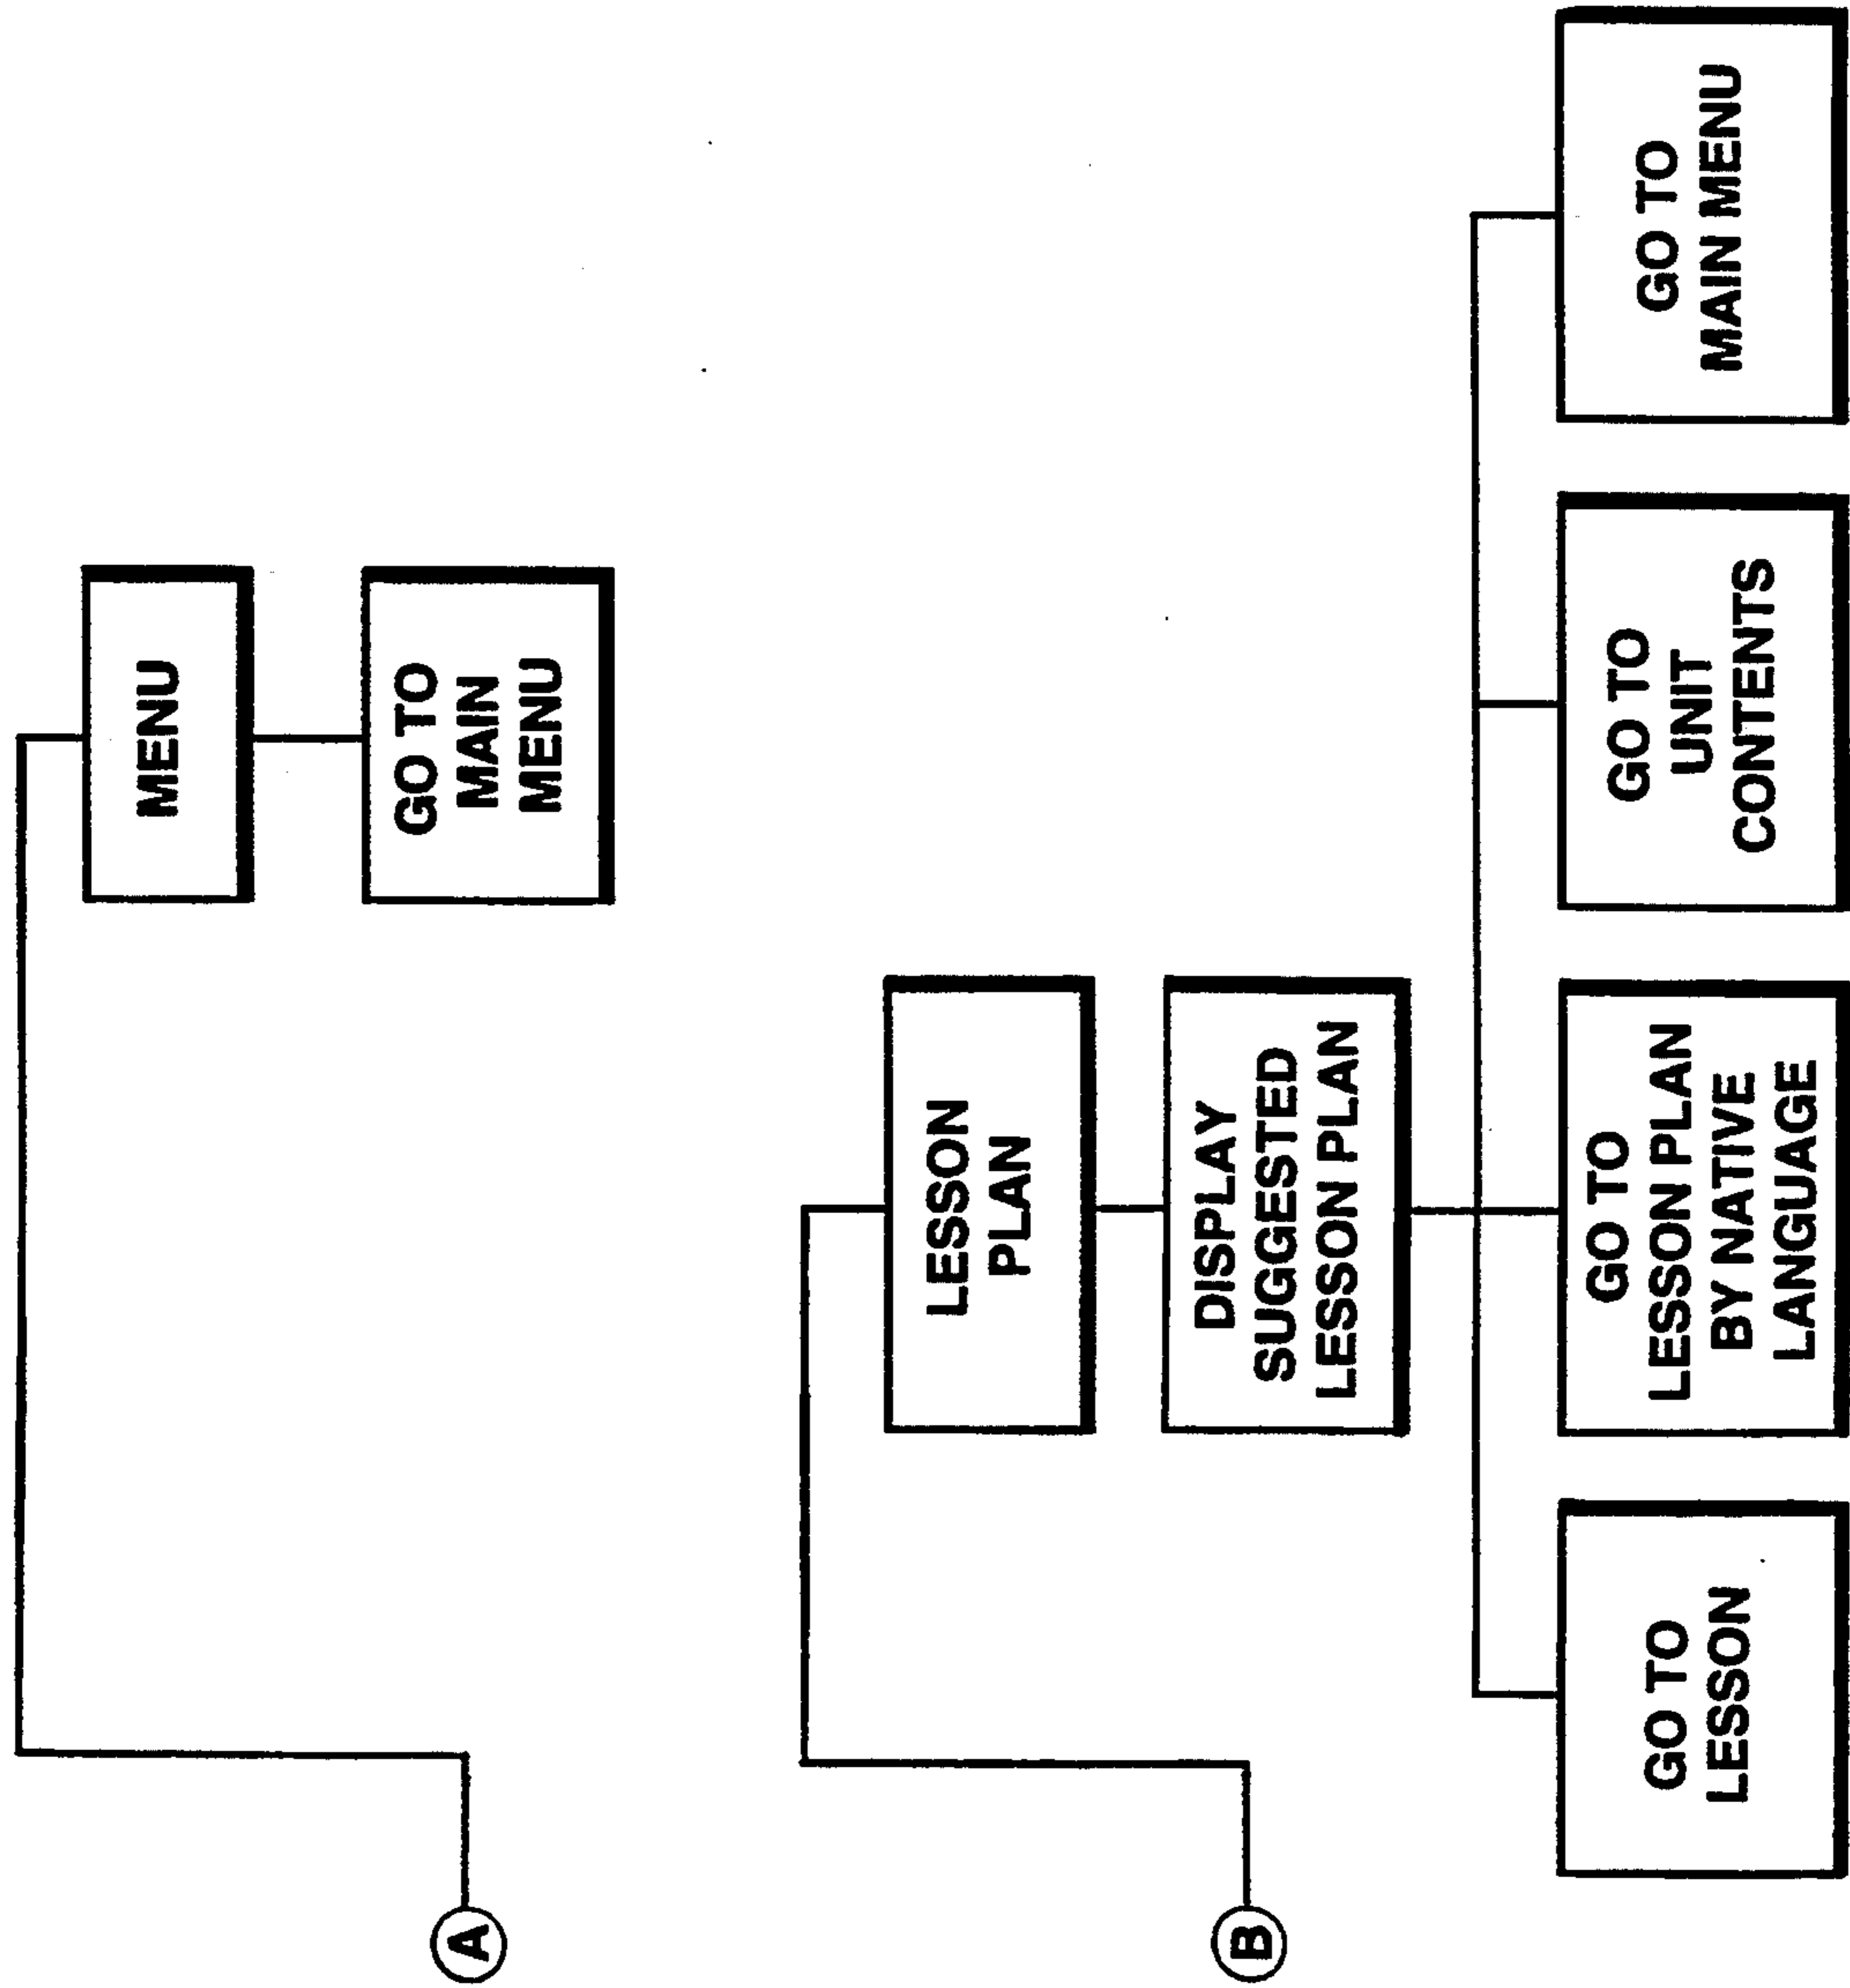 A
MENU
GO TO
MAIN
MENU
B
LESSON
PLAN
DISPLAY
SUGGESTED
LESSON PLAN
GO TO
LESSON
GO TO
LESSON PLAN
BY NATIVE
LANGUAGE
GO TO
UNIT
CONTENTS
GO TO
MAIN MENU